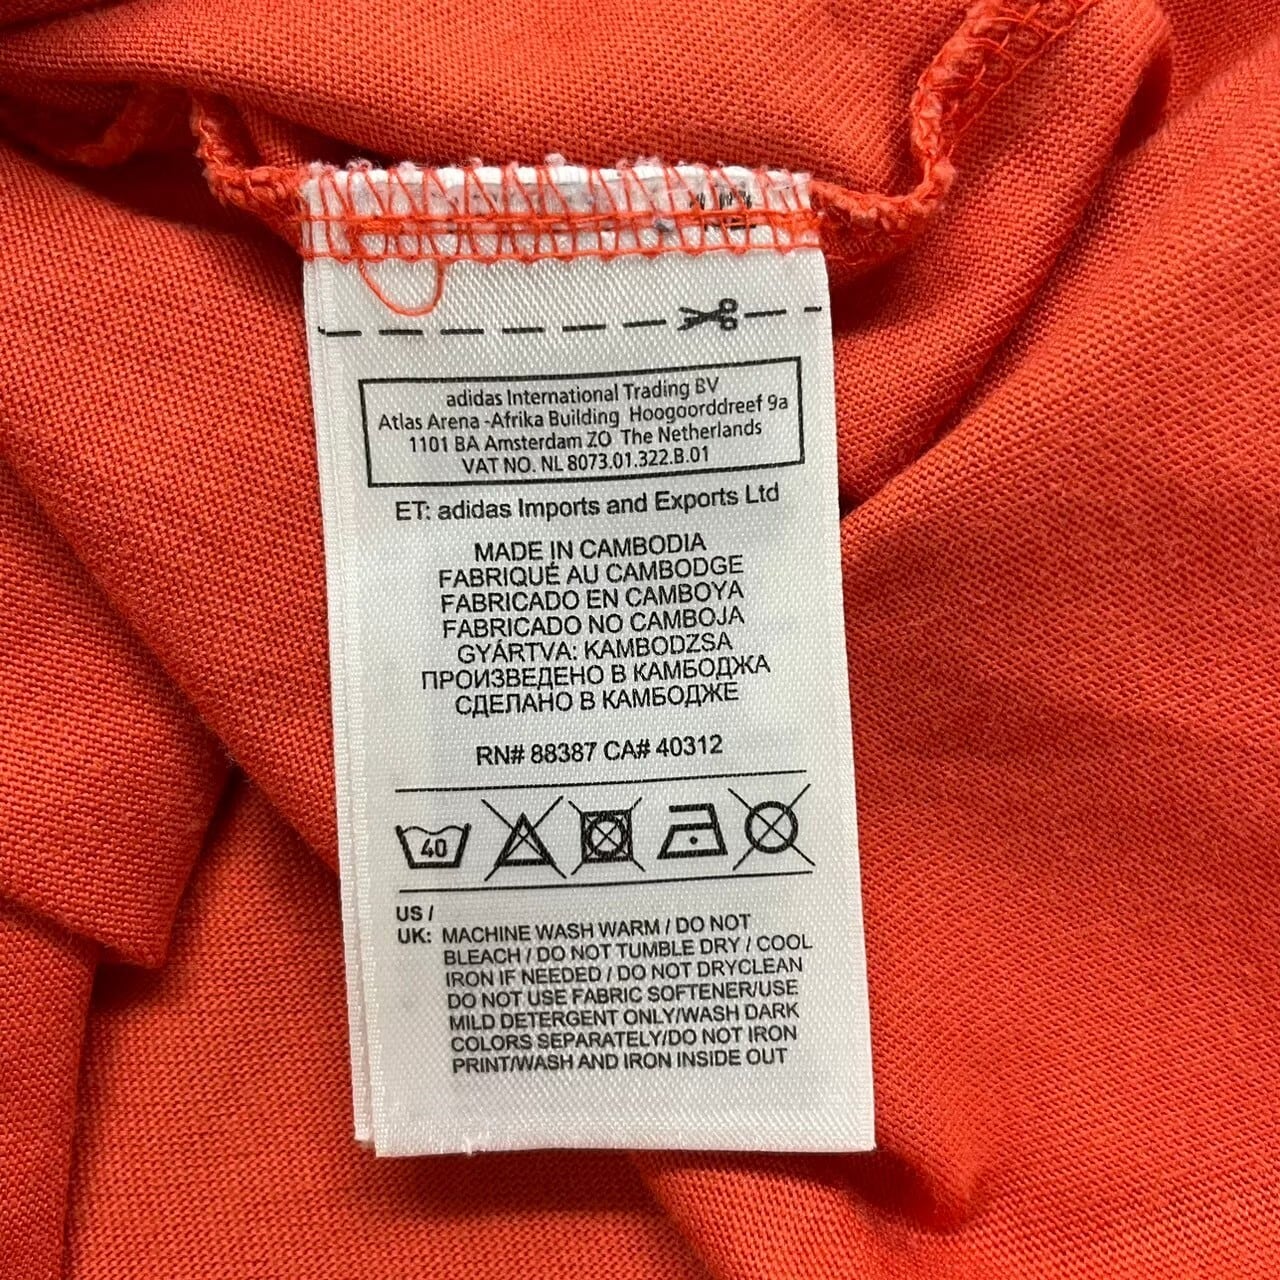 adidas International Trading BV
Atlas Arena -Afrika Building Hoogoorddreef 9a
1101 BA Amsterdam ZO The Netherlands
VAT NO. NL 8073.01.322.B.01
ET: adidas Imports and Exports Ltd
MADE IN CAMBODIA
FABRIQUÉ AU CAMBODGE
FABRICADO EN CAMBOYA
FABRICADO NO CAMBOJA
GYÁRTVA: KAMBODZSA
ПРОИЗВЕДЕНО В КАМБОДЖА
СДЕЛАНО В КАМБОДЖЕ
RN# 88387 CA# 40312
40
US /
UK: MACHINE WASH WARM / DO NOT
BLEACH / DO NOT TUMBLE DRY / COOL
IRON IF NEEDED / DO NOT DRYCLEAN
DO NOT USE FABRIC SOFTENER/USE
MILD DETERGENT ONLY/WASH DARK
COLORS SEPARATELY/DO NOT IRON
PRINT/WASH AND IRON INSIDE OUT